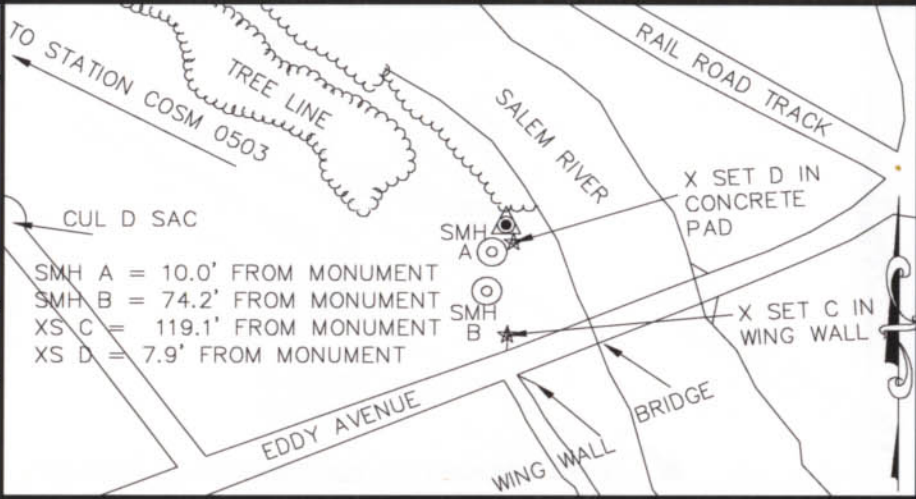 TO STATION COSM 0503
TREE LINE
SALEM RIVER
RAIL ROAD TRACK
X SET D IN
CONCRETE
PAD
CUL D SAC
SMH
A
SMH A = 10.0' FROM MONUMENT
SMH B = 74.2' FROM MONUMENT
XS C = 119.1' FROM MONUMENT
XS D = 7.9' FROM MONUMENT
SMH
B
X SET C IN
WING WALL
EDDY AVENUE
BRIDGE
WING WALL